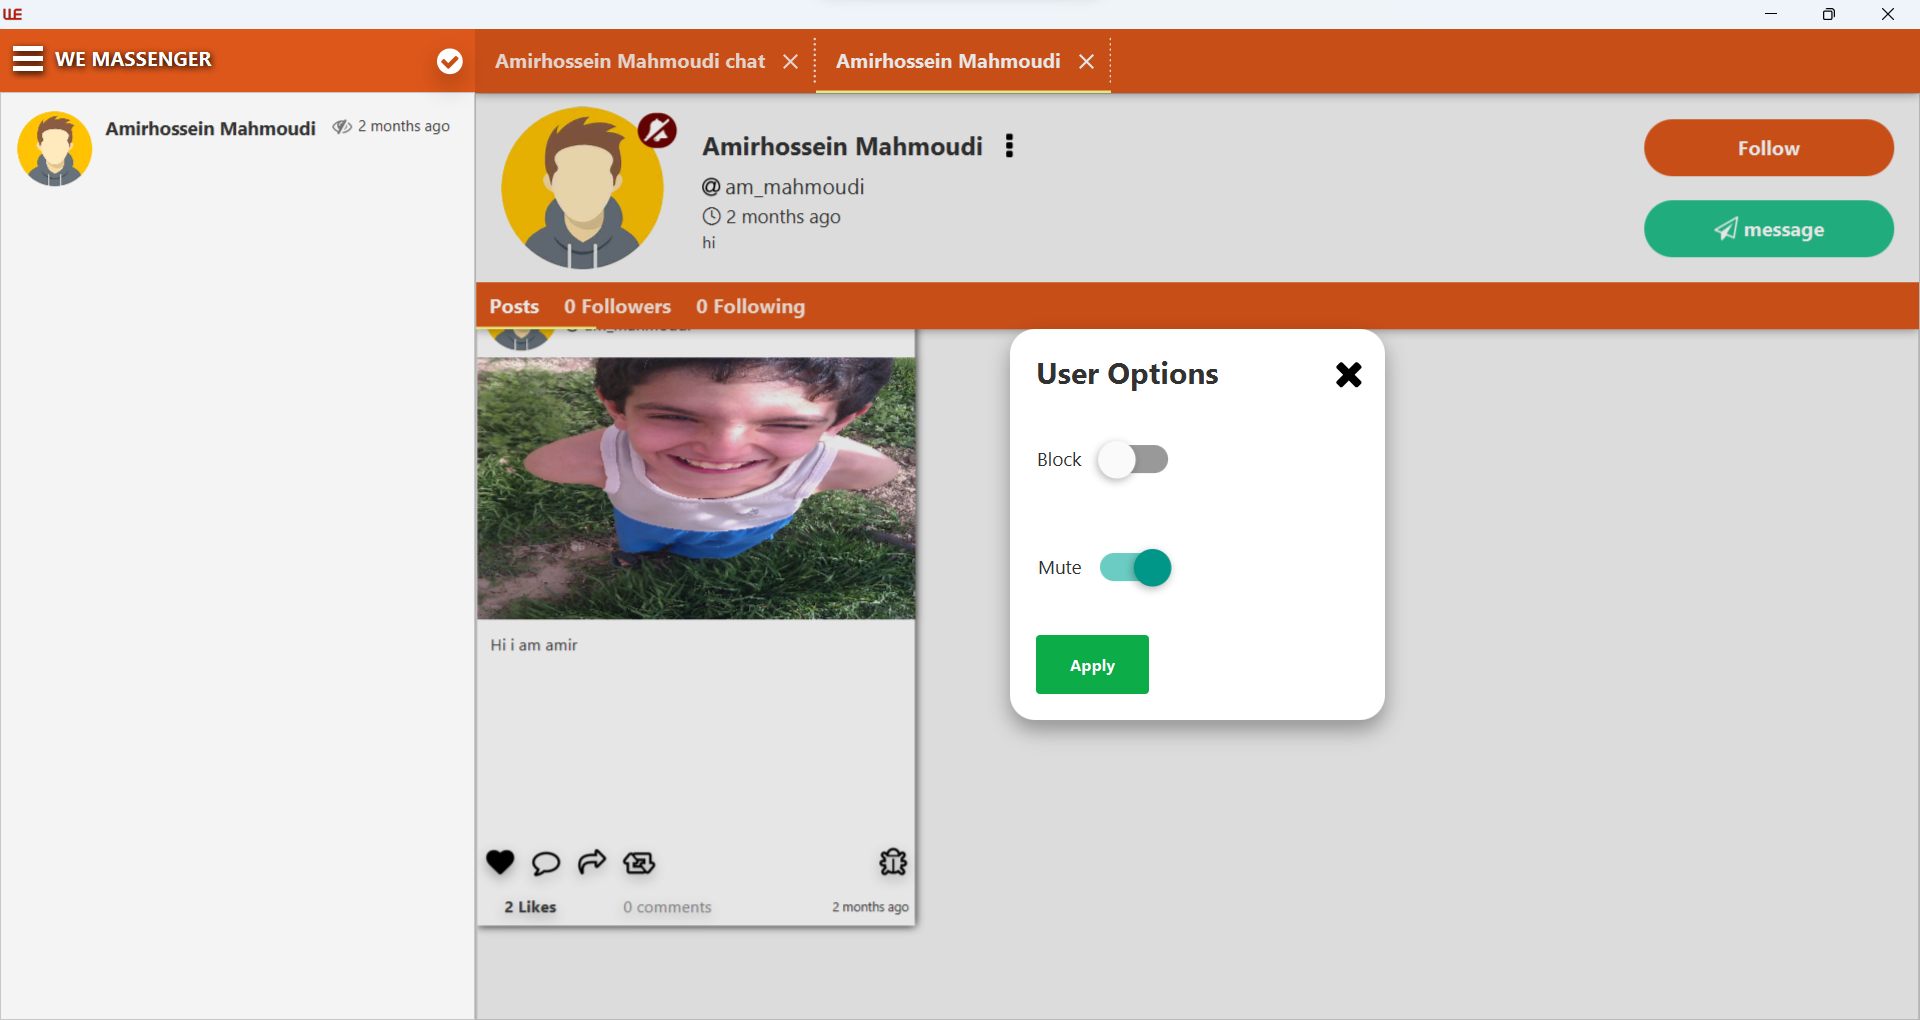 WE
WE MASSENGER
Amirhossein Mahmoudi chat
Amirhossein Mahmoudi
Amirhossein Mahmoudi
2 months ago
Amirhossein Mahmoudi
@am_mahmoudi
2 months ago
hi
Follow
message
Posts
0 Followers
0 Following
User Options
Block
Mute
Apply
Hi i am amir
2 Likes
0 comments
2 months ago